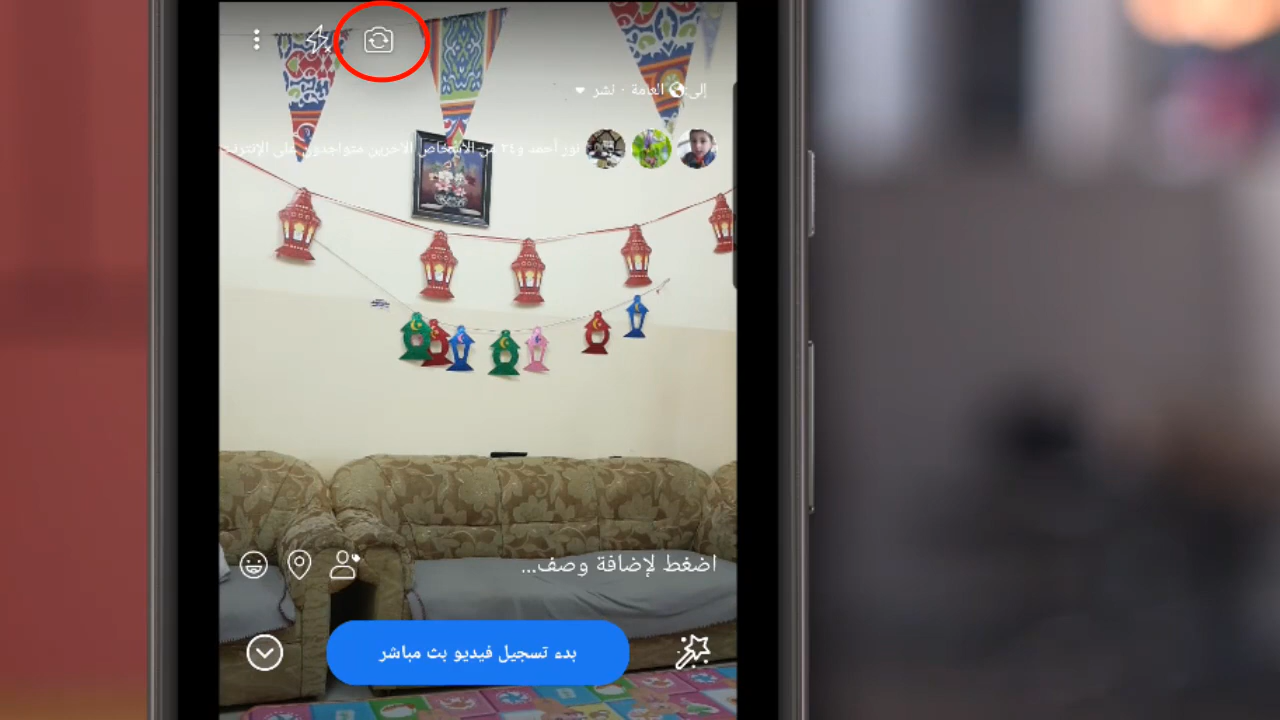 إلى: العامة · نشر
نور أحمد و٢٤ من الأشخاص الآخرين متواجدون على الإنترنت
اضغط لإضافة وصف...
بدء تسجيل فيديو بث مباشر